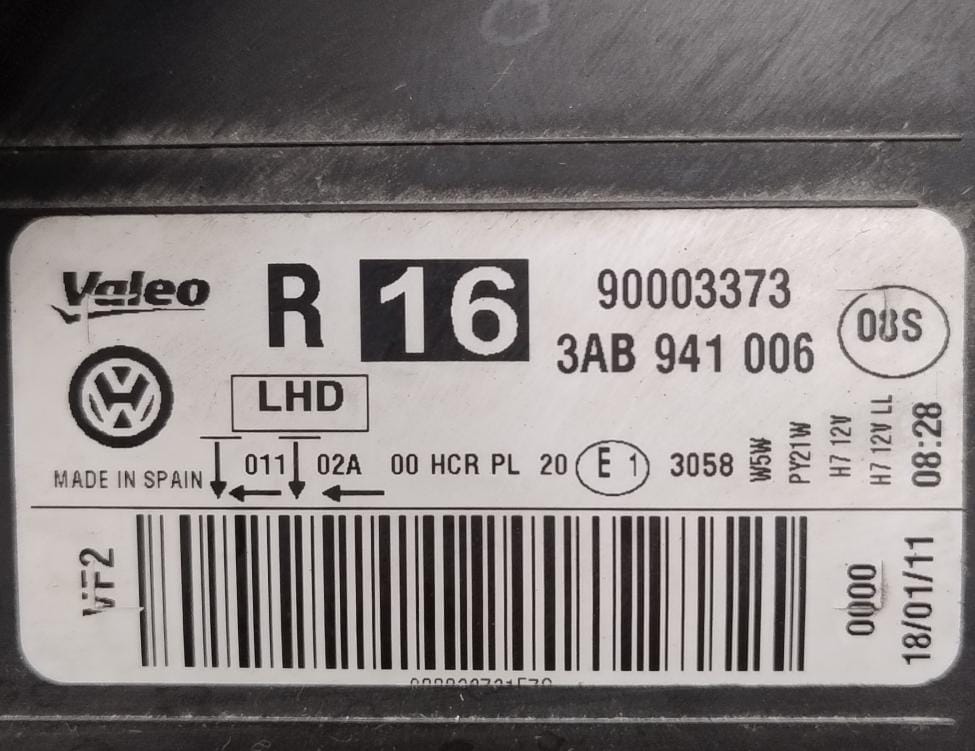 Valeo R 16 90003373 08S
3AB 941 006
LHD
MADE IN SPAIN 011 02A 00 HCR PL 20 E 1 3058
W5W
PY21W
H7 12V
H7 12V LL
08:28
VF2
0000
18/01/11